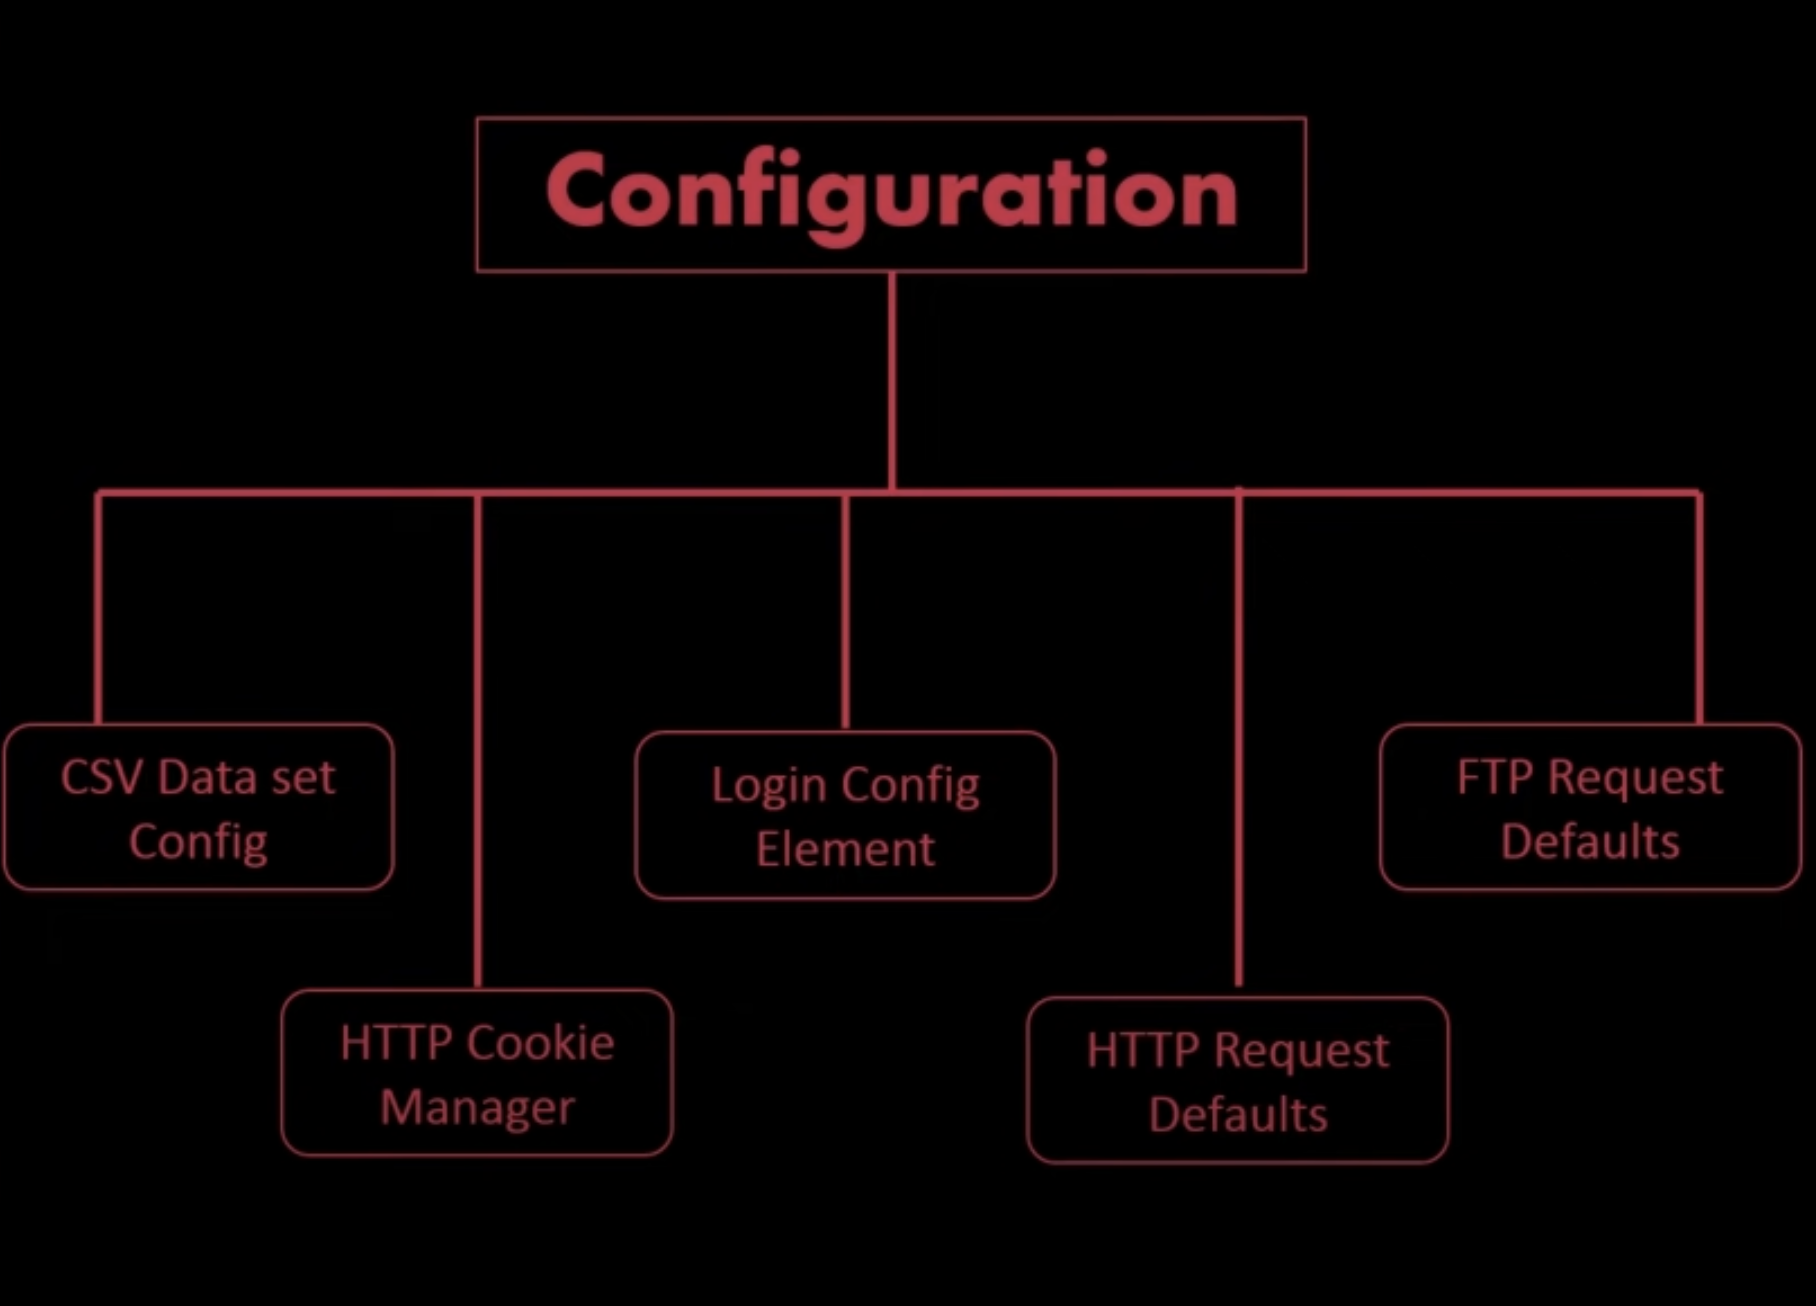 Configuration
CSV Data set
Config
HTTP Cookie
Manager
Login Config
Element
HTTP Request
Defaults
FTP Request
Defaults